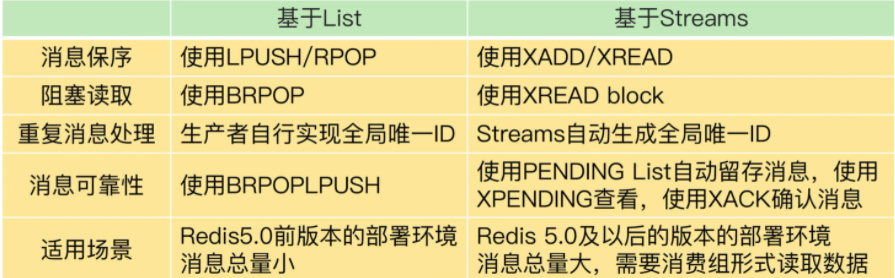 基于List 基于Streams
消息保序 使用LPUSH/RPOP 使用XADD/XREAD
阻塞读取 使用BRPOP 使用XREAD block
重复消息处理 生产者自行实现全局唯一ID Streams自动生成全局唯一ID
消息可靠性 使用BRPOPLPUSH 使用PENDING List自动留存消息，使用
XPENDING查看，使用XACK确认消息
适用场景 Redis5.0前版本的部署环境 Redis 5.0及以后的版本的部署环境
消息总量小 消息总量大，需要消费组形式读取数据